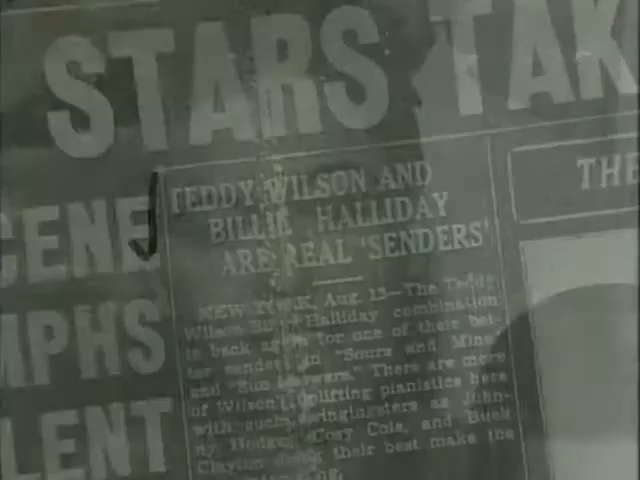 STARS TAK
CENE
MPHS
LENT
TEDDY WILSON AND
BILLIE HALLIDAY
ARE REAL 'SENDERS'
NEW YORK, Aug. 13—The Teddy
Wilson-Billie Halliday combination
is back again for one of their bet-
ter senders in "Yours and Mine"
and "Sun Showers." There are more
of Wilson's uplifting pianistics here
with such swingingsters as John-
ny Hodges, Cozy Cole, and Buck
Clayton their best make the
THE